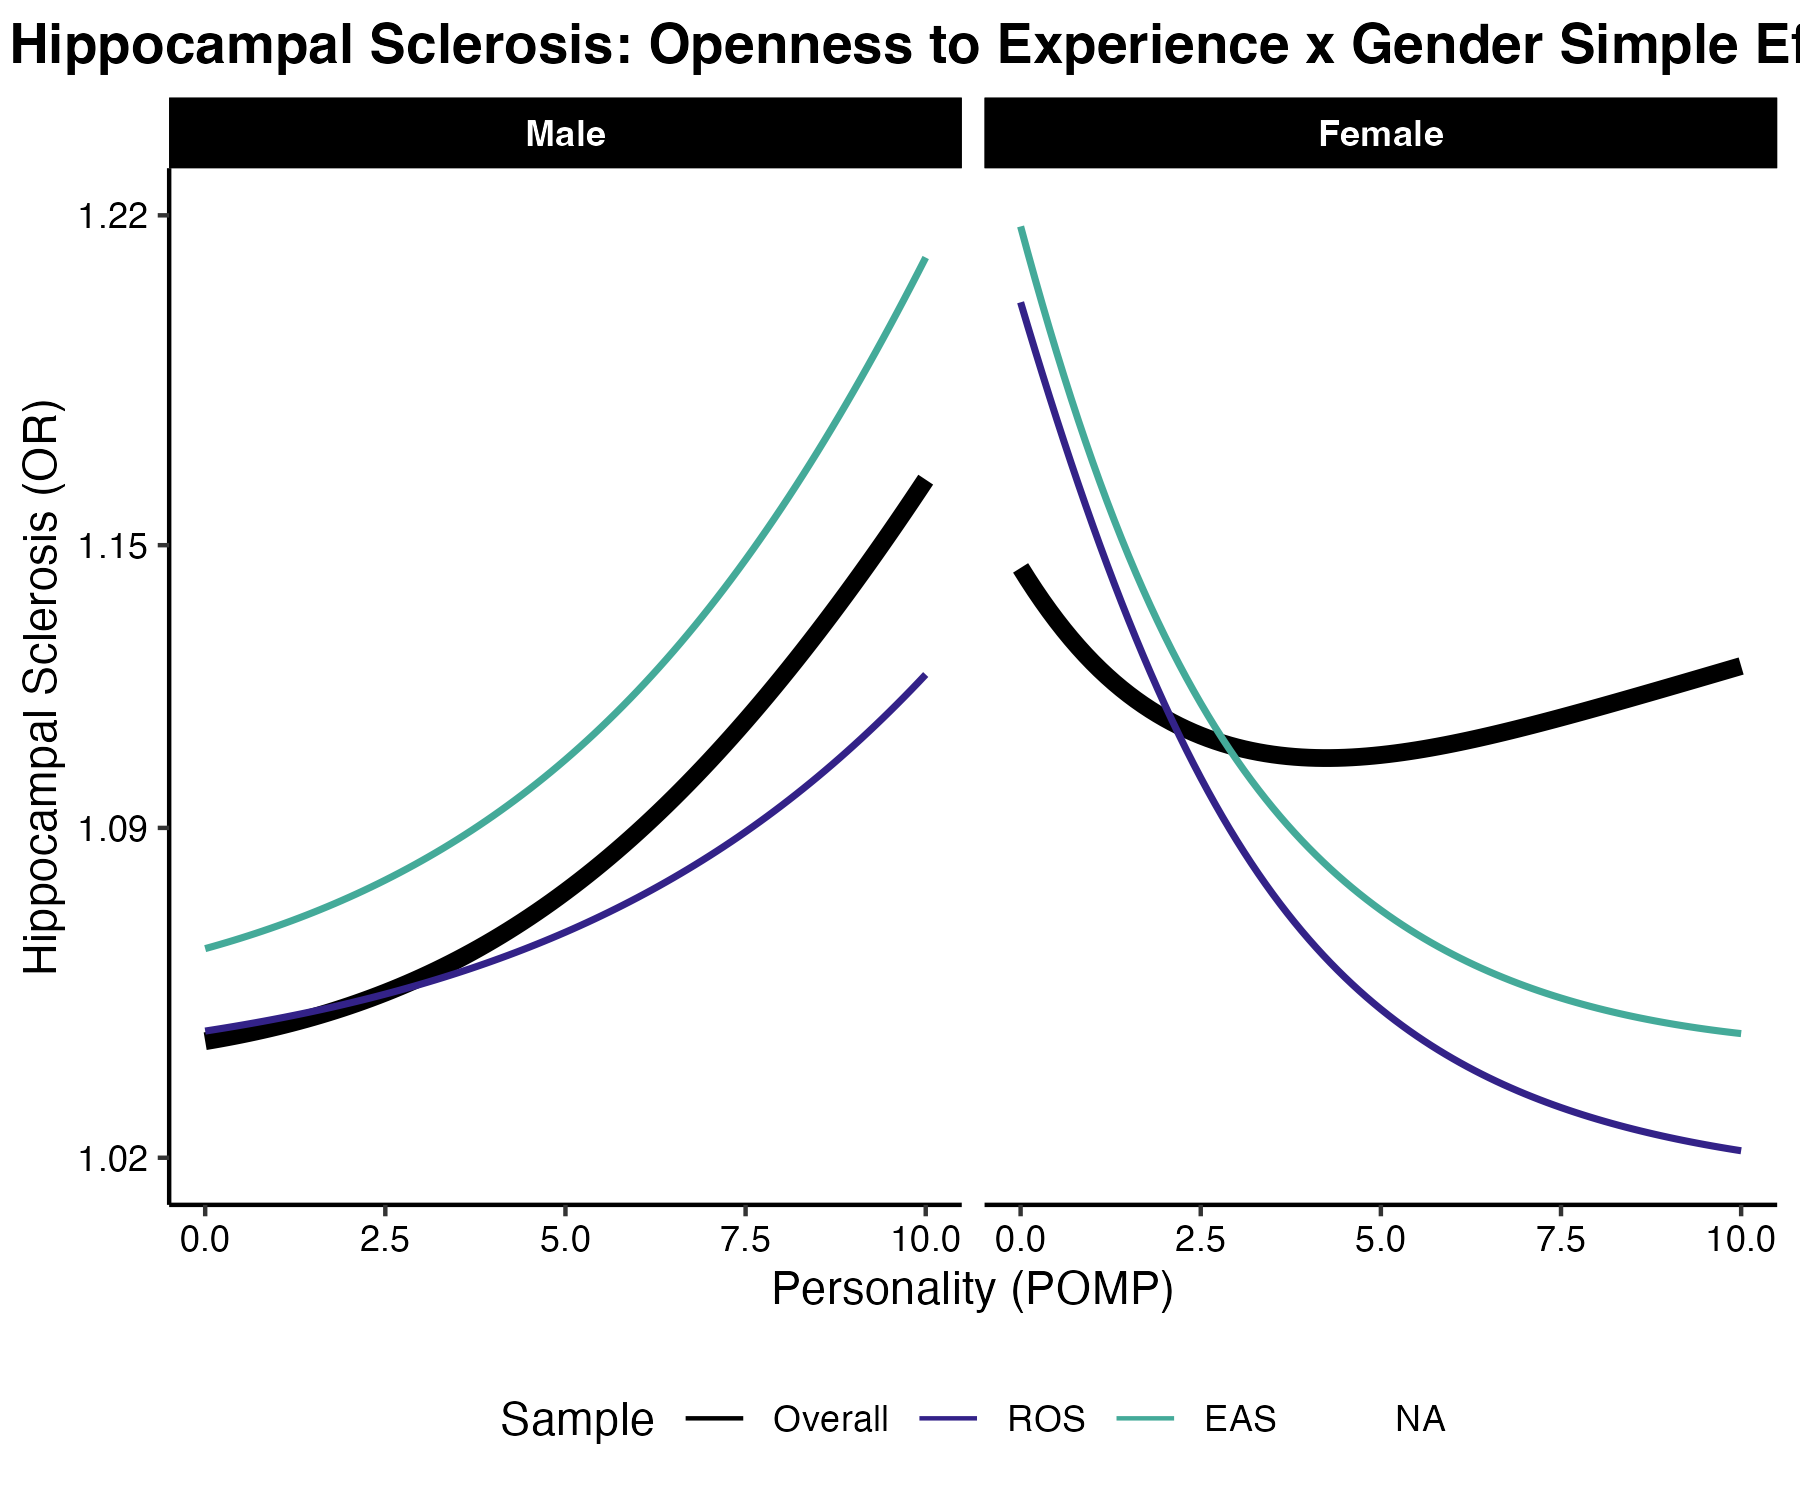 Hippocampal Sclerosis: Openness to Experience x Gender Simple Ef
Male
Female
Hippocampal Sclerosis (OR)
1.22
1.15
1.09
1.02
0.0 2.5 5.0 7.5 10.0
0.0 2.5 5.0 7.5 10.0
Personality (POMP)
Sample Overall ROS EAS NA